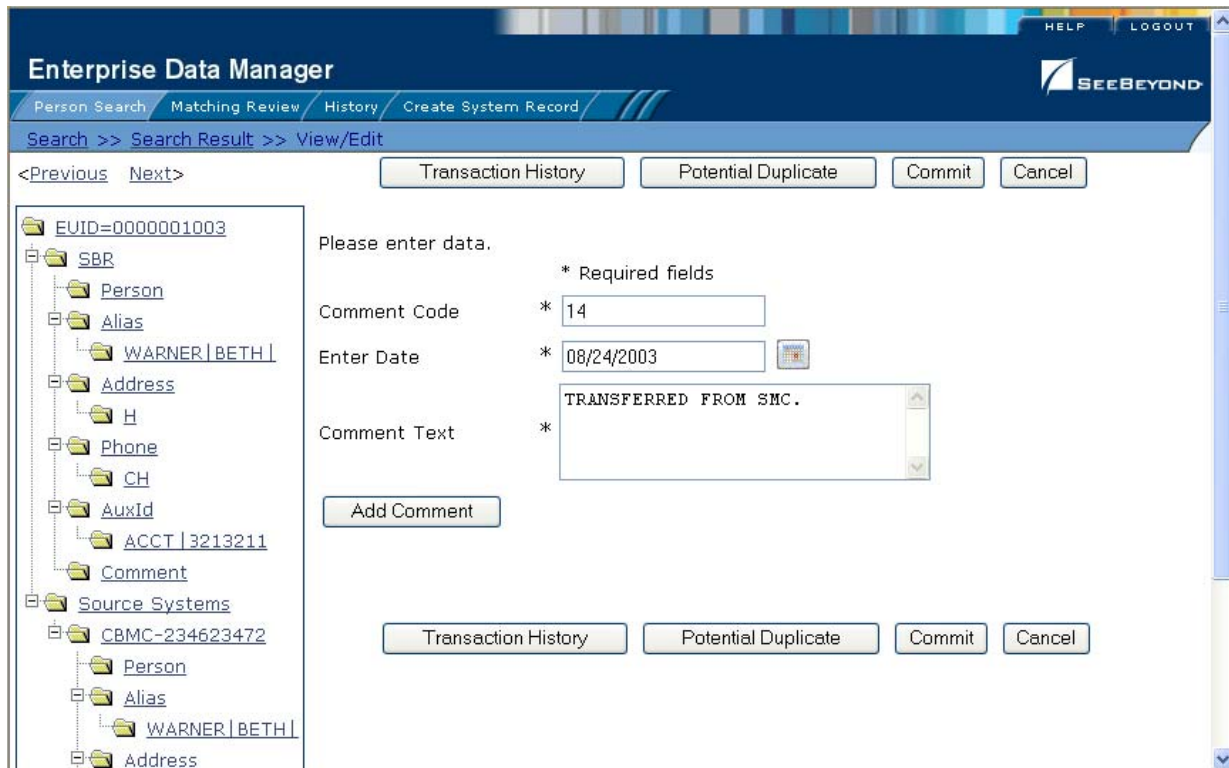 HELP LOGOUT
Enterprise Data Manager
SEEBEYOND
Person Search Matching Review History Create System Record
Search >> Search Result >> View/Edit
<Previous Next> Transaction History Potential Duplicate Commit Cancel
EUID=0000001003
SBR
Person
Alias
WARNER|BETH|
Address
H
Phone
CH
AuxId
ACCT|3213211
Comment
Source Systems
CBMC-234623472
Person
Alias
WARNER|BETH|
Address
Please enter data.
* Required fields
Comment Code * 14
Enter Date * 08/24/2003
Comment Text * TRANSFERRED FROM SMC.
Add Comment
Transaction History Potential Duplicate Commit Cancel